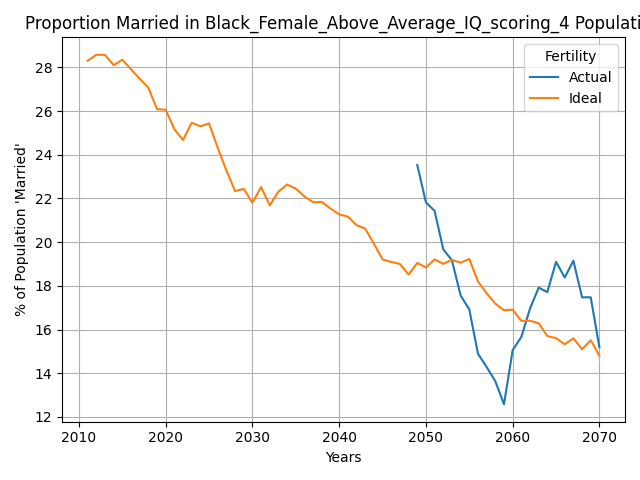 Proportion Married in Black_Female_Above_Average_IQ_scoring_4 Populati
Fertility
Actual
Ideal
% of Population 'Married'
28
26
24
22
20
18
16
14
12
2010 2020 2030 2040 2050 2060 2070
Years